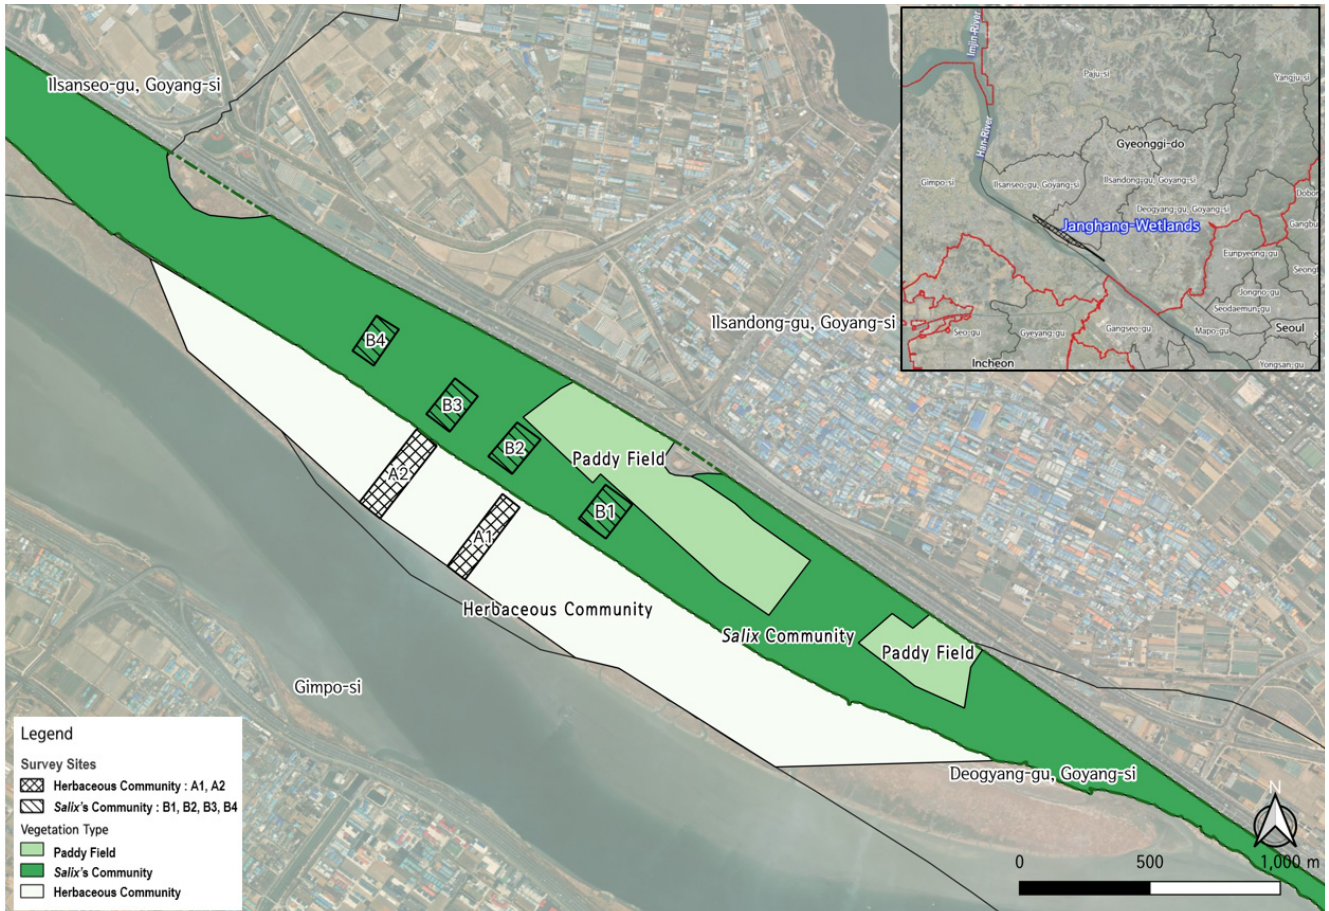 Ilsanseo-gu, Goyang-si
Ilsandong-gu, Goyang-si
B4
B3
B2
B1
A2
A1
Paddy Field
Herbaceous Community
Salix Community
Paddy Field
Gimpo-si
Deogyang-gu, Goyang-si
Imjin-River
Han-River
Paju-si
Yangju-si
Gyeonggi-do
Gimpo-si
Ilsanseo-gu, Goyang-si
Ilsandong-gu, Goyang-si
Deogyang-gu, Goyang-si
Janghang-Wetlands
Dobon
Gangbu
Eunpyeong-gu
Seongb
Jongno-gu
Seodaemun-gu
Seo-gu
Gyeyang-gu
Gangseo-gu
Mapo-gu
Seoul
Incheon
Yongsan-gu
Legend
Survey Sites
Herbaceous Community : A1, A2
Salix's Community : B1, B2, B3, B4
Vegetation Type
Paddy Field
Salix's Community
Herbaceous Community
N
0 500 1,000 m